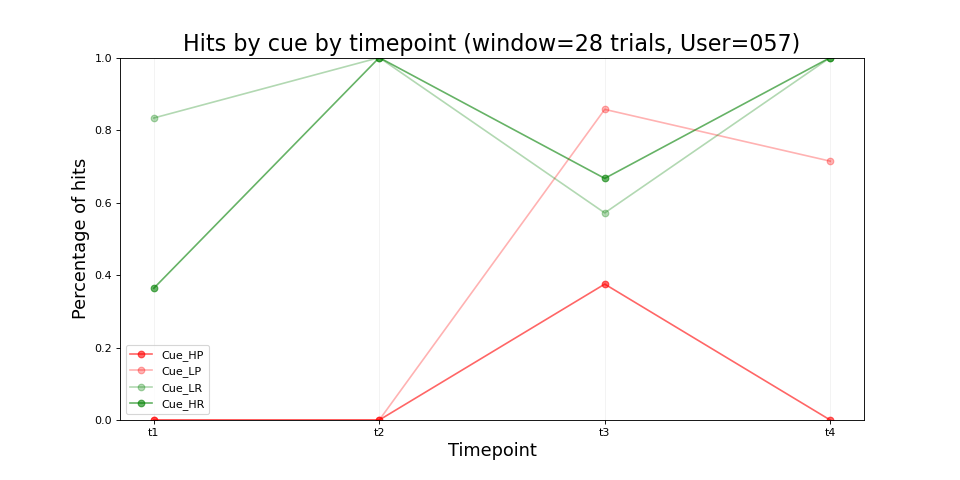 Hits by cue by timepoint (window=28 trials, User=057)
Percentage of hits
1.0
0.8
0.6
0.4
0.2
0.0
Cue_HP
Cue_LP
Cue_LR
Cue_HR
t1
t2
t3
t4
Timepoint